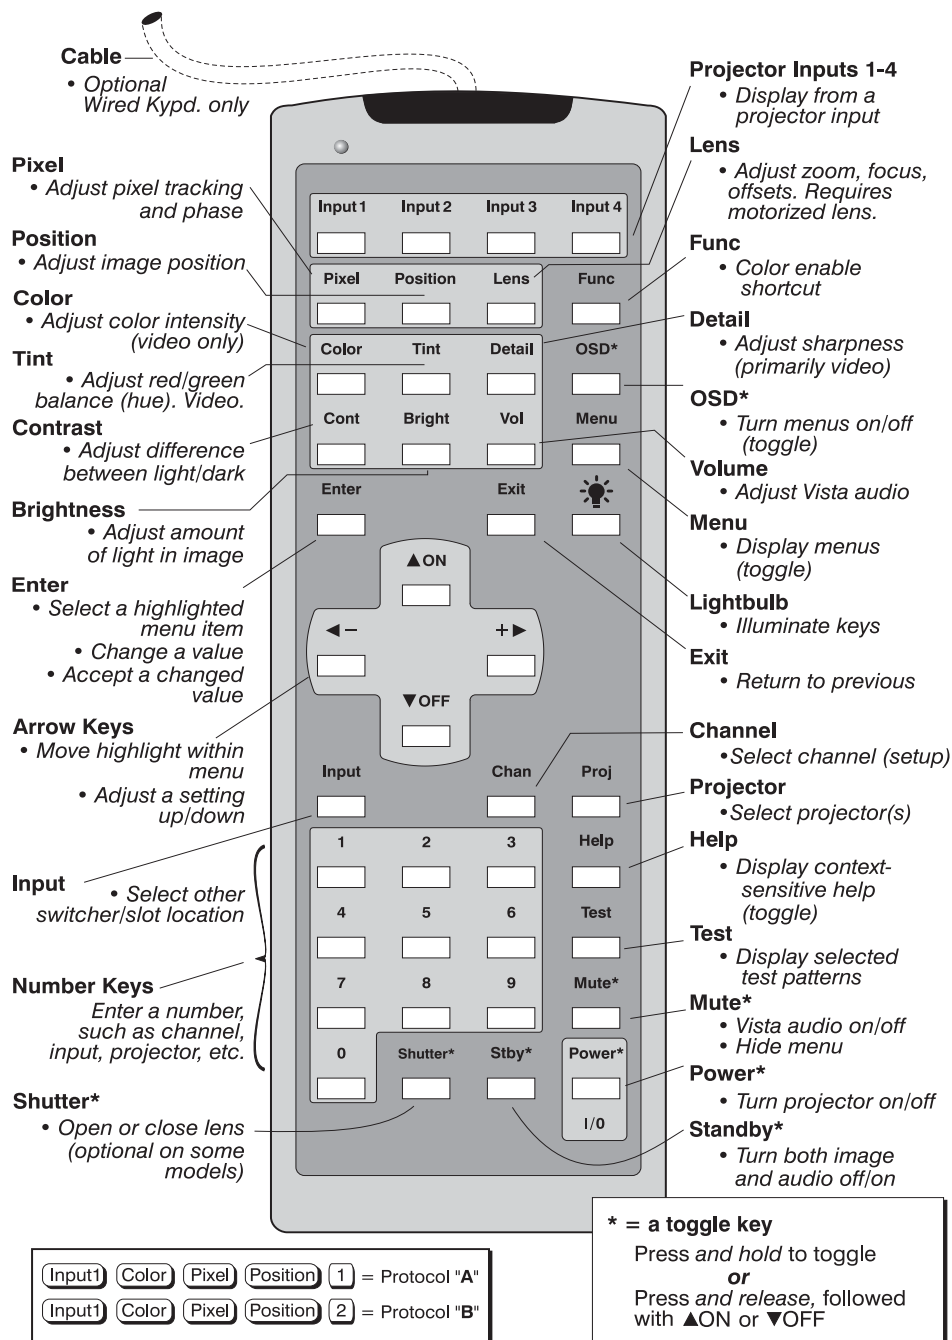 Cable
• Optional
Wired Kypd. only
Pixel
• Adjust pixel tracking
and phase
Position
• Adjust image position
Color
• Adjust color intensity
(video only)
Tint
• Adjust red/green
balance (hue). Video.
Contrast
• Adjust difference
between light/dark
Brightness
• Adjust amount
of light in image
Enter
• Select a highlighted
menu item
• Change a value
• Accept a changed
value
Arrow Keys
• Move highlight within
menu
• Adjust a setting
up/down
Input
• Select other
switcher/slot location
Number Keys
Enter a number,
such as channel,
input, projector, etc.
Shutter*
• Open or close lens
(optional on some
models)
Input 1 Input 2 Input 3 Input 4
Pixel Position Lens Func
Color Tint Detail OSD*
Cont Bright Vol Menu
Enter Exit
▲ON
◄– +►
▼OFF
Input Chan Proj
1 2 3 Help
4 5 6 Test
7 8 9 Mute*
0 Shutter* Stby* Power*
I/0
Projector Inputs 1-4
• Display from a
projector input
Lens
• Adjust zoom, focus,
offsets. Requires
motorized lens.
Func
• Color enable
shortcut
Detail
• Adjust sharpness
(primarily video)
OSD*
• Turn menus on/off
(toggle)
Volume
• Adjust Vista audio
Menu
• Display menus
(toggle)
Lightbulb
• Illuminate keys
Exit
• Return to previous
Channel
•Select channel (setup)
Projector
•Select projector(s)
Help
• Display context-
sensitive help
(toggle)
Test
• Display selected
test patterns
Mute*
• Vista audio on/off
• Hide menu
Power*
• Turn projector on/off
Standby*
• Turn both image
and audio off/on
Input1 Color Pixel Position 1 = Protocol "A"
Input1 Color Pixel Position 2 = Protocol "B"
* = a toggle key
Press and hold to toggle
or
Press and release, followed
with ▲ON or ▼OFF